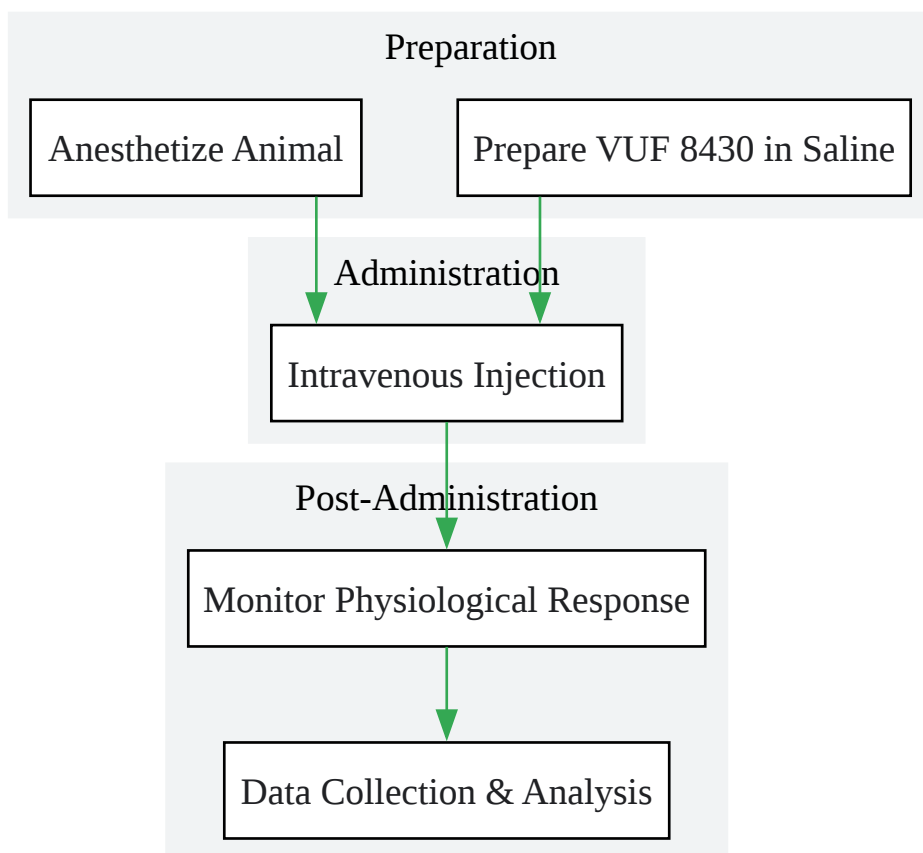 Preparation
Anesthetize Animal
Prepare VUF 8430 in Saline
Administration
Intravenous Injection
Post-Administration
Monitor Physiological Response
Data Collection & Analysis